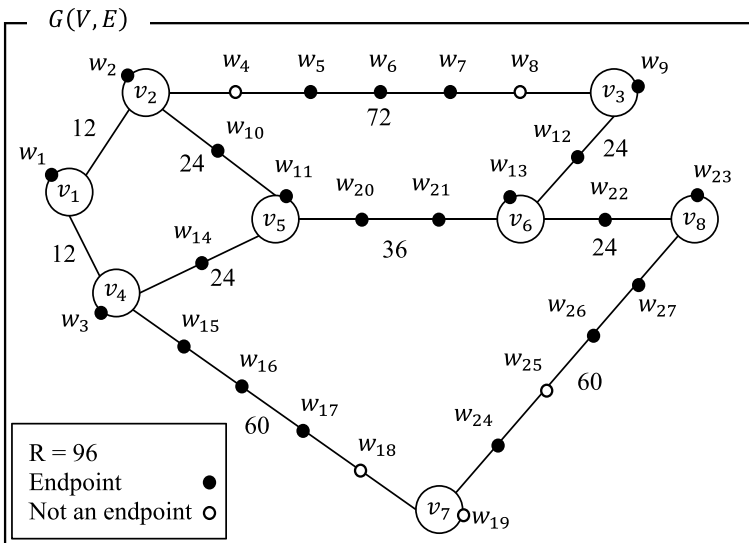 G(V, E)
w₂ v₂ w₄ w₅ w₆ w₇ w₈ v₃ w₉
72
12
w₁₀
24
w₁₂
24
w₁ v₁
w₁₁ v₅
w₂₀ w₂₁
36
w₁₃ v₆
w₂₂
24
w₂₃ v₈
12
w₁₄
24
v₄
w₃
w₁₅
w₁₆
w₁₇
60
w₁₈
w₂₇
w₂₆
w₂₅
60
w₂₄
v₇ w₁₉
R = 96
Endpoint
Not an endpoint